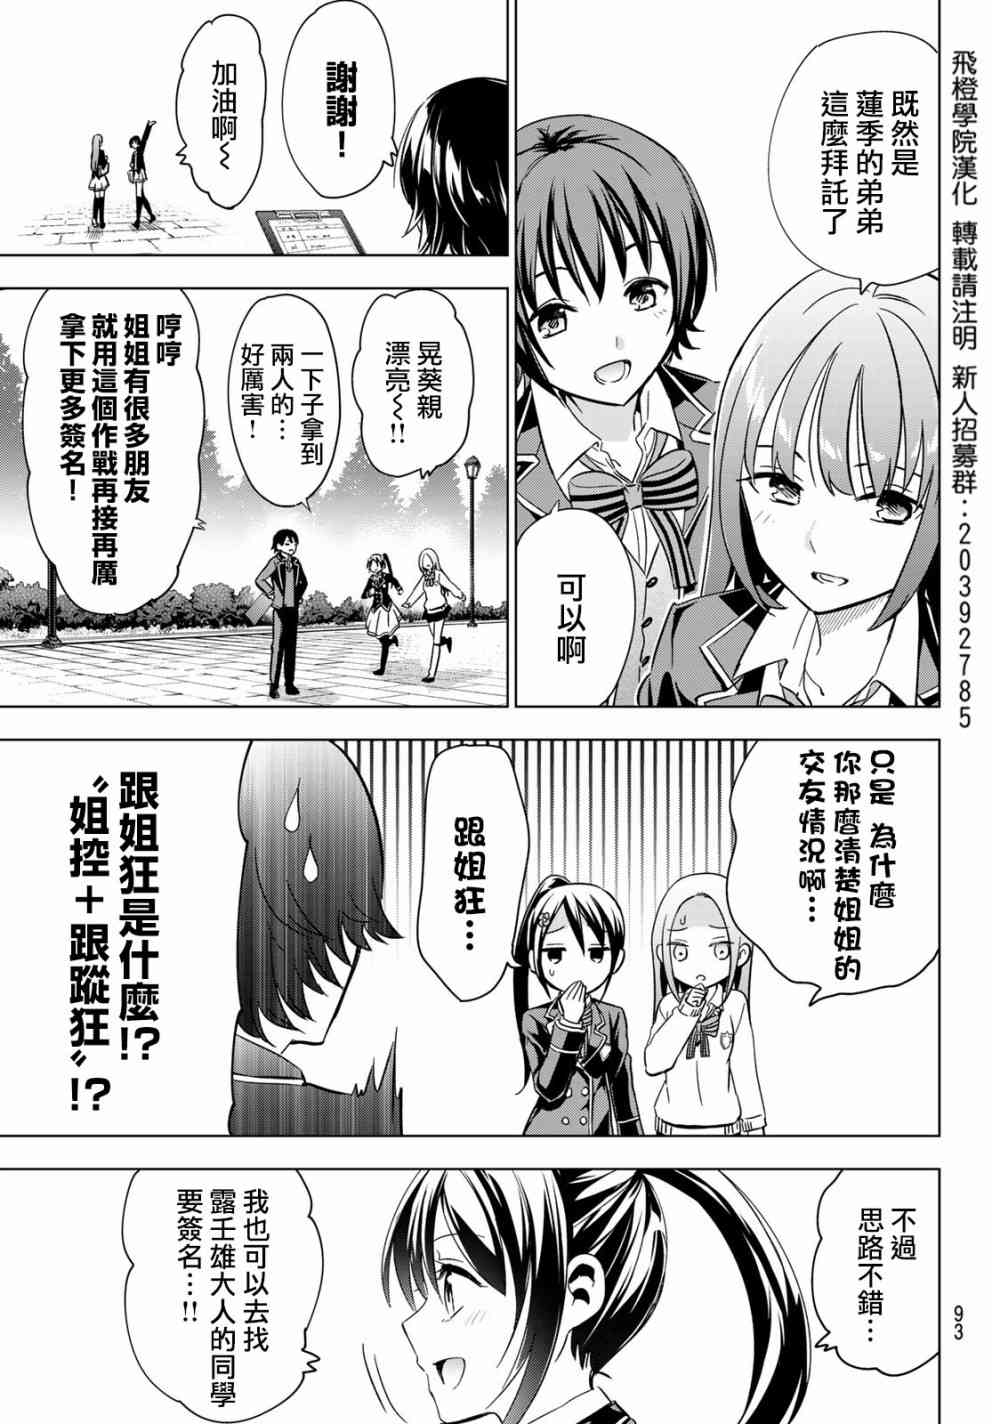 既然是
蓮季的弟弟
這麼拜託了
可以啊
謝謝！
加油啊～
晃葵親
漂亮～!!
一下子拿到
兩人的…
好厲害！
哼哼
姐姐有很多朋友
就用這個作戰再接再厲
拿下更多簽名！
只是 為什麼
你那麼清楚姐姐的
交友情況啊…
跟姐狂…
跟姐狂是什麼!?
〝姐控＋跟蹤狂〞!?
不過
思路不錯…
我也可以去找
露壬雄大人的同學
要簽名…!!
飛橙學院漢化 轉載請注明 新人招募群：20392785
93